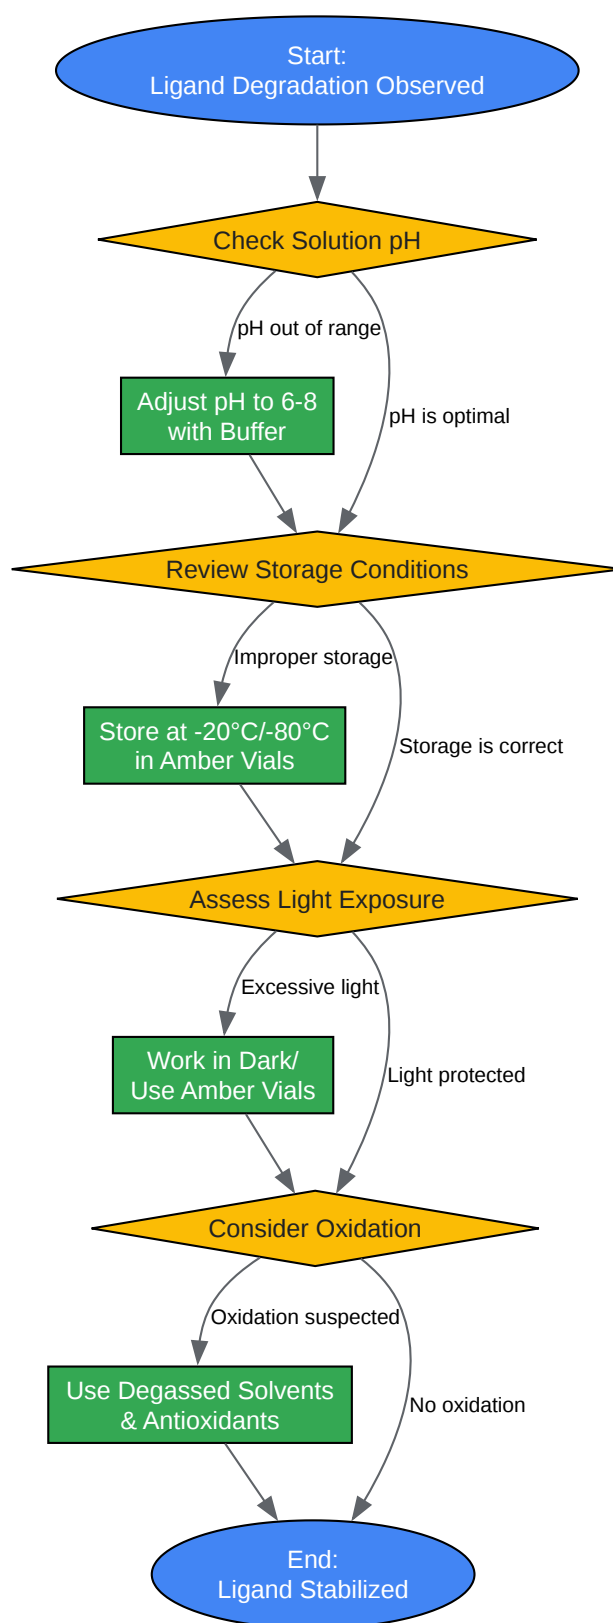 Start:
Ligand Degradation Observed
Check Solution pH
pH out of range
Adjust pH to 6-8
with Buffer
pH is optimal
Review Storage Conditions
Improper storage
Store at -20°C/-80°C
in Amber Vials
Storage is correct
Assess Light Exposure
Excessive light
Work in Dark/
Use Amber Vials
Light protected
Consider Oxidation
Oxidation suspected
Use Degassed Solvents
& Antioxidants
No oxidation
End:
Ligand Stabilized